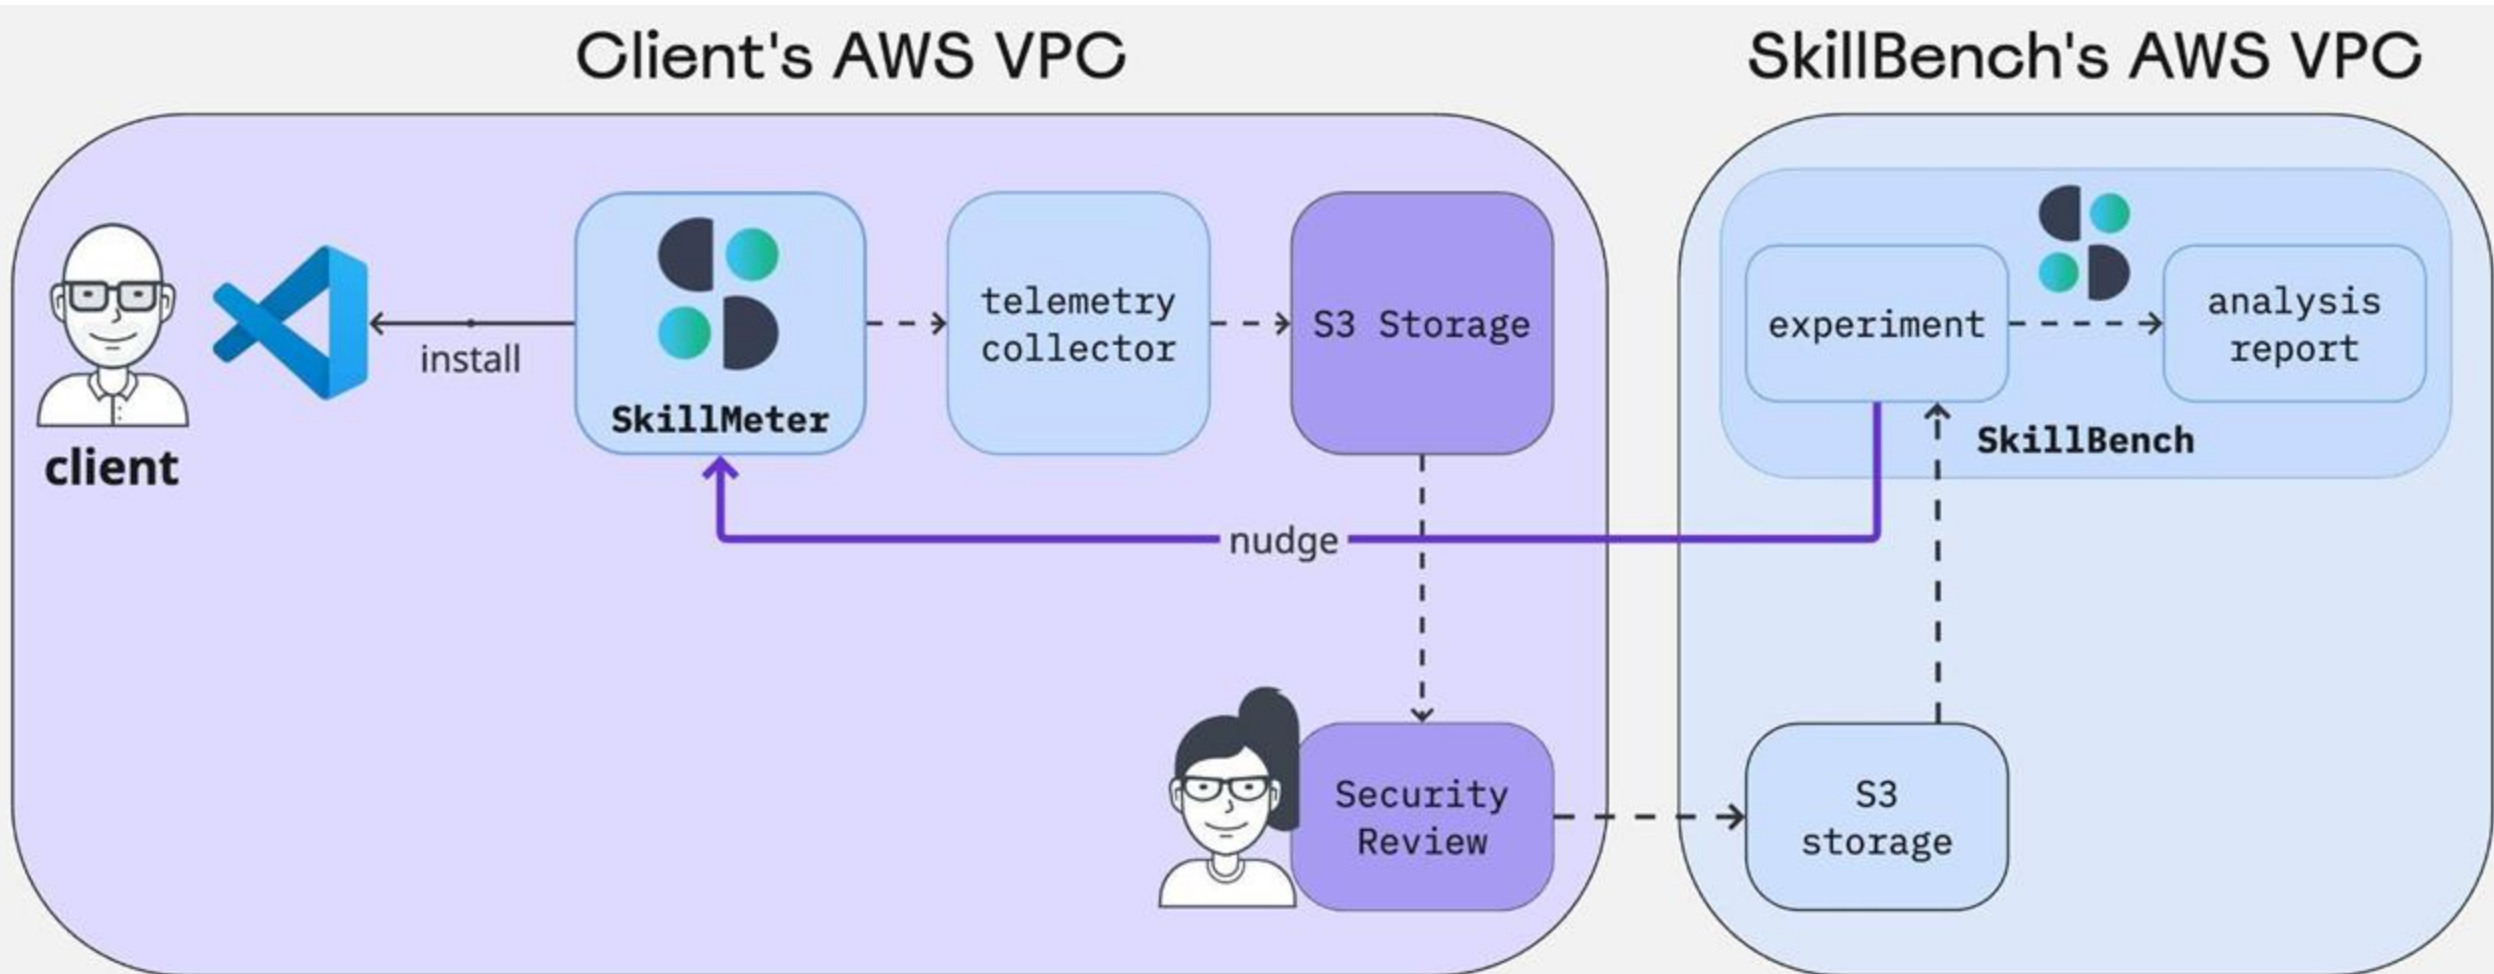 Client's AWS VPC
SkillBench's AWS VPC
client
install
SkillMeter
telemetry
collector
S3 Storage
nudge
Security
Review
experiment
analysis
report
SkillBench
S3
storage